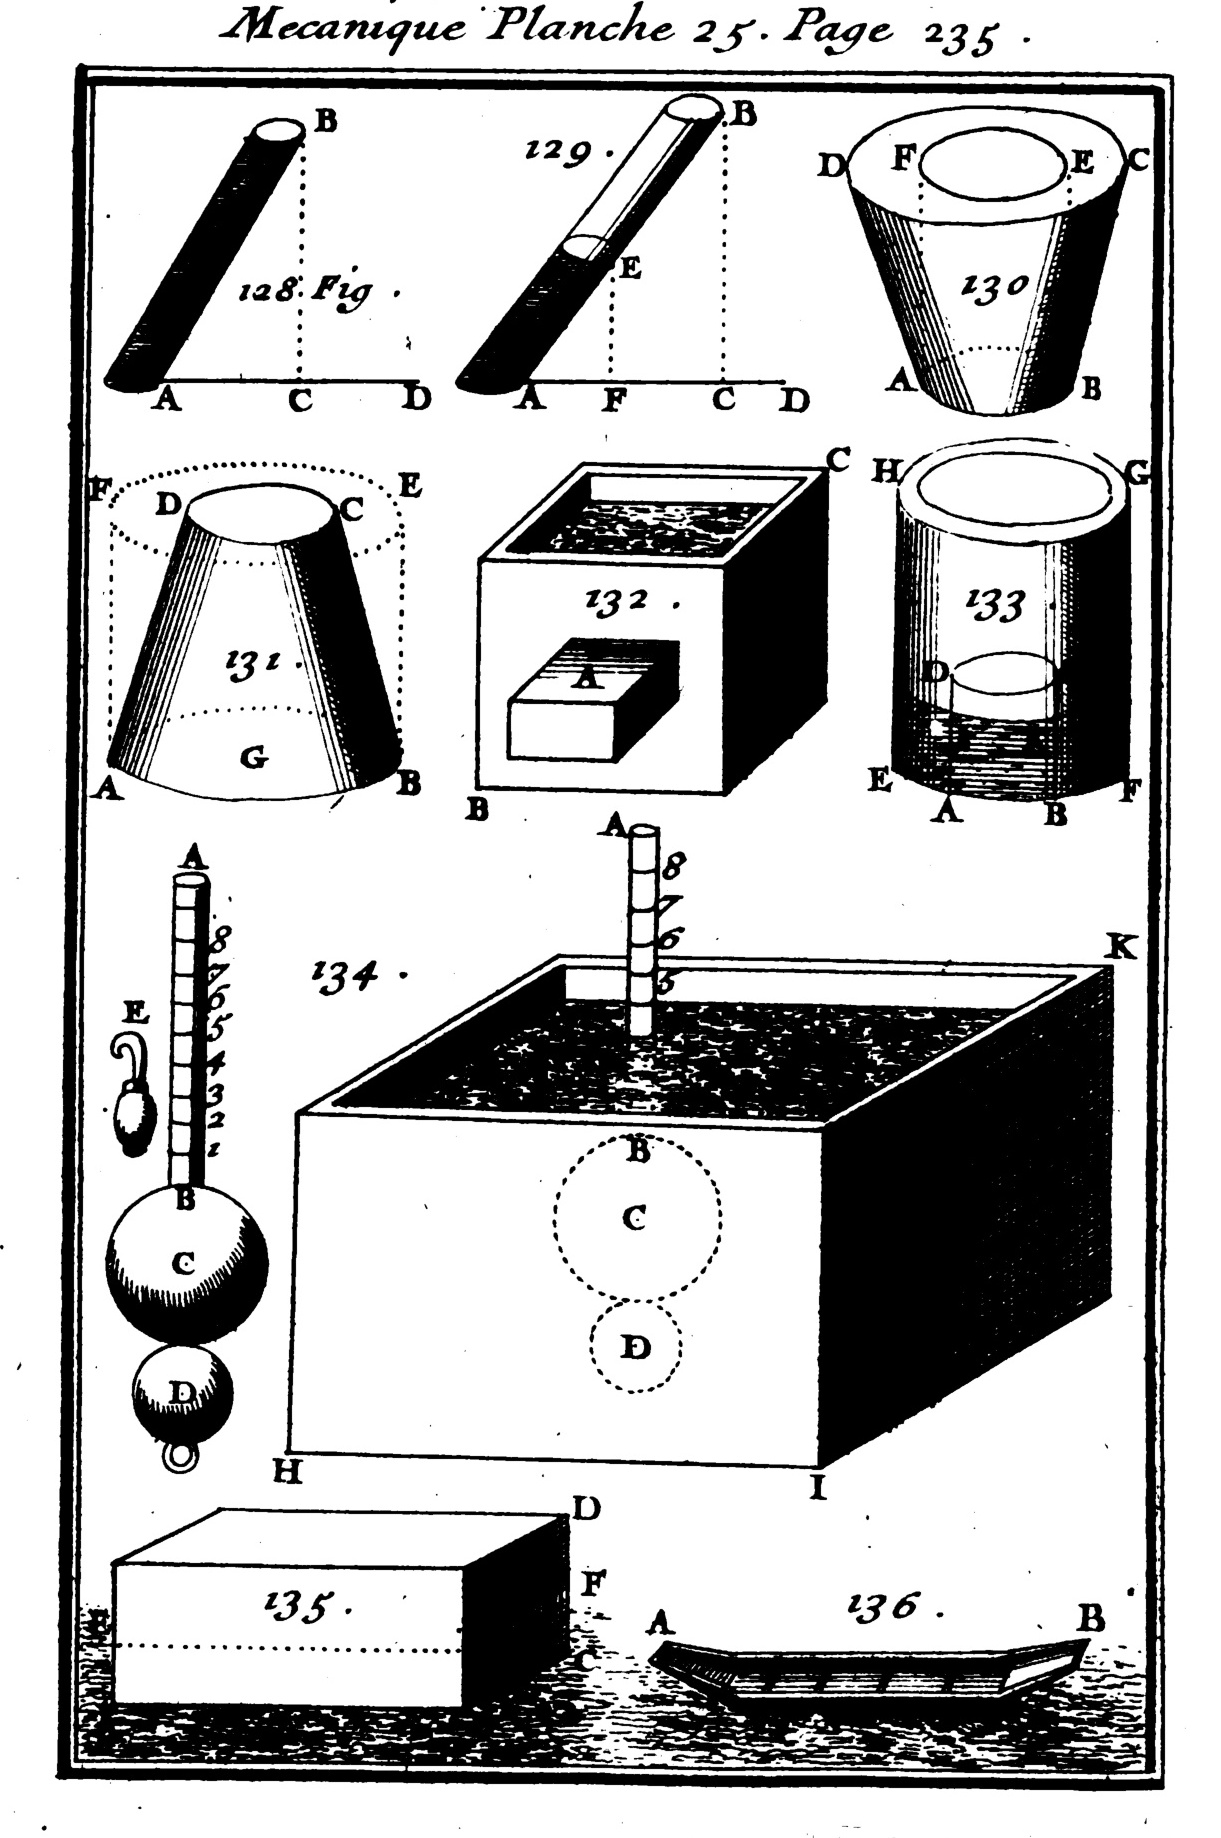 Mecanique Planche 25. Page 235.
B
128. Fig.
A C D
129.
B
E
A F C D
D F E C
130
A B
F D C E
131.
G
A B
C
132.
A
B
H G
133
D
E A B F
A
8
7
6
5
4
3
2
1
E
B
C
D
134.
A
8
7
6
5
K
B
C
D
H I
D
135.
F
E
C
136.
A B